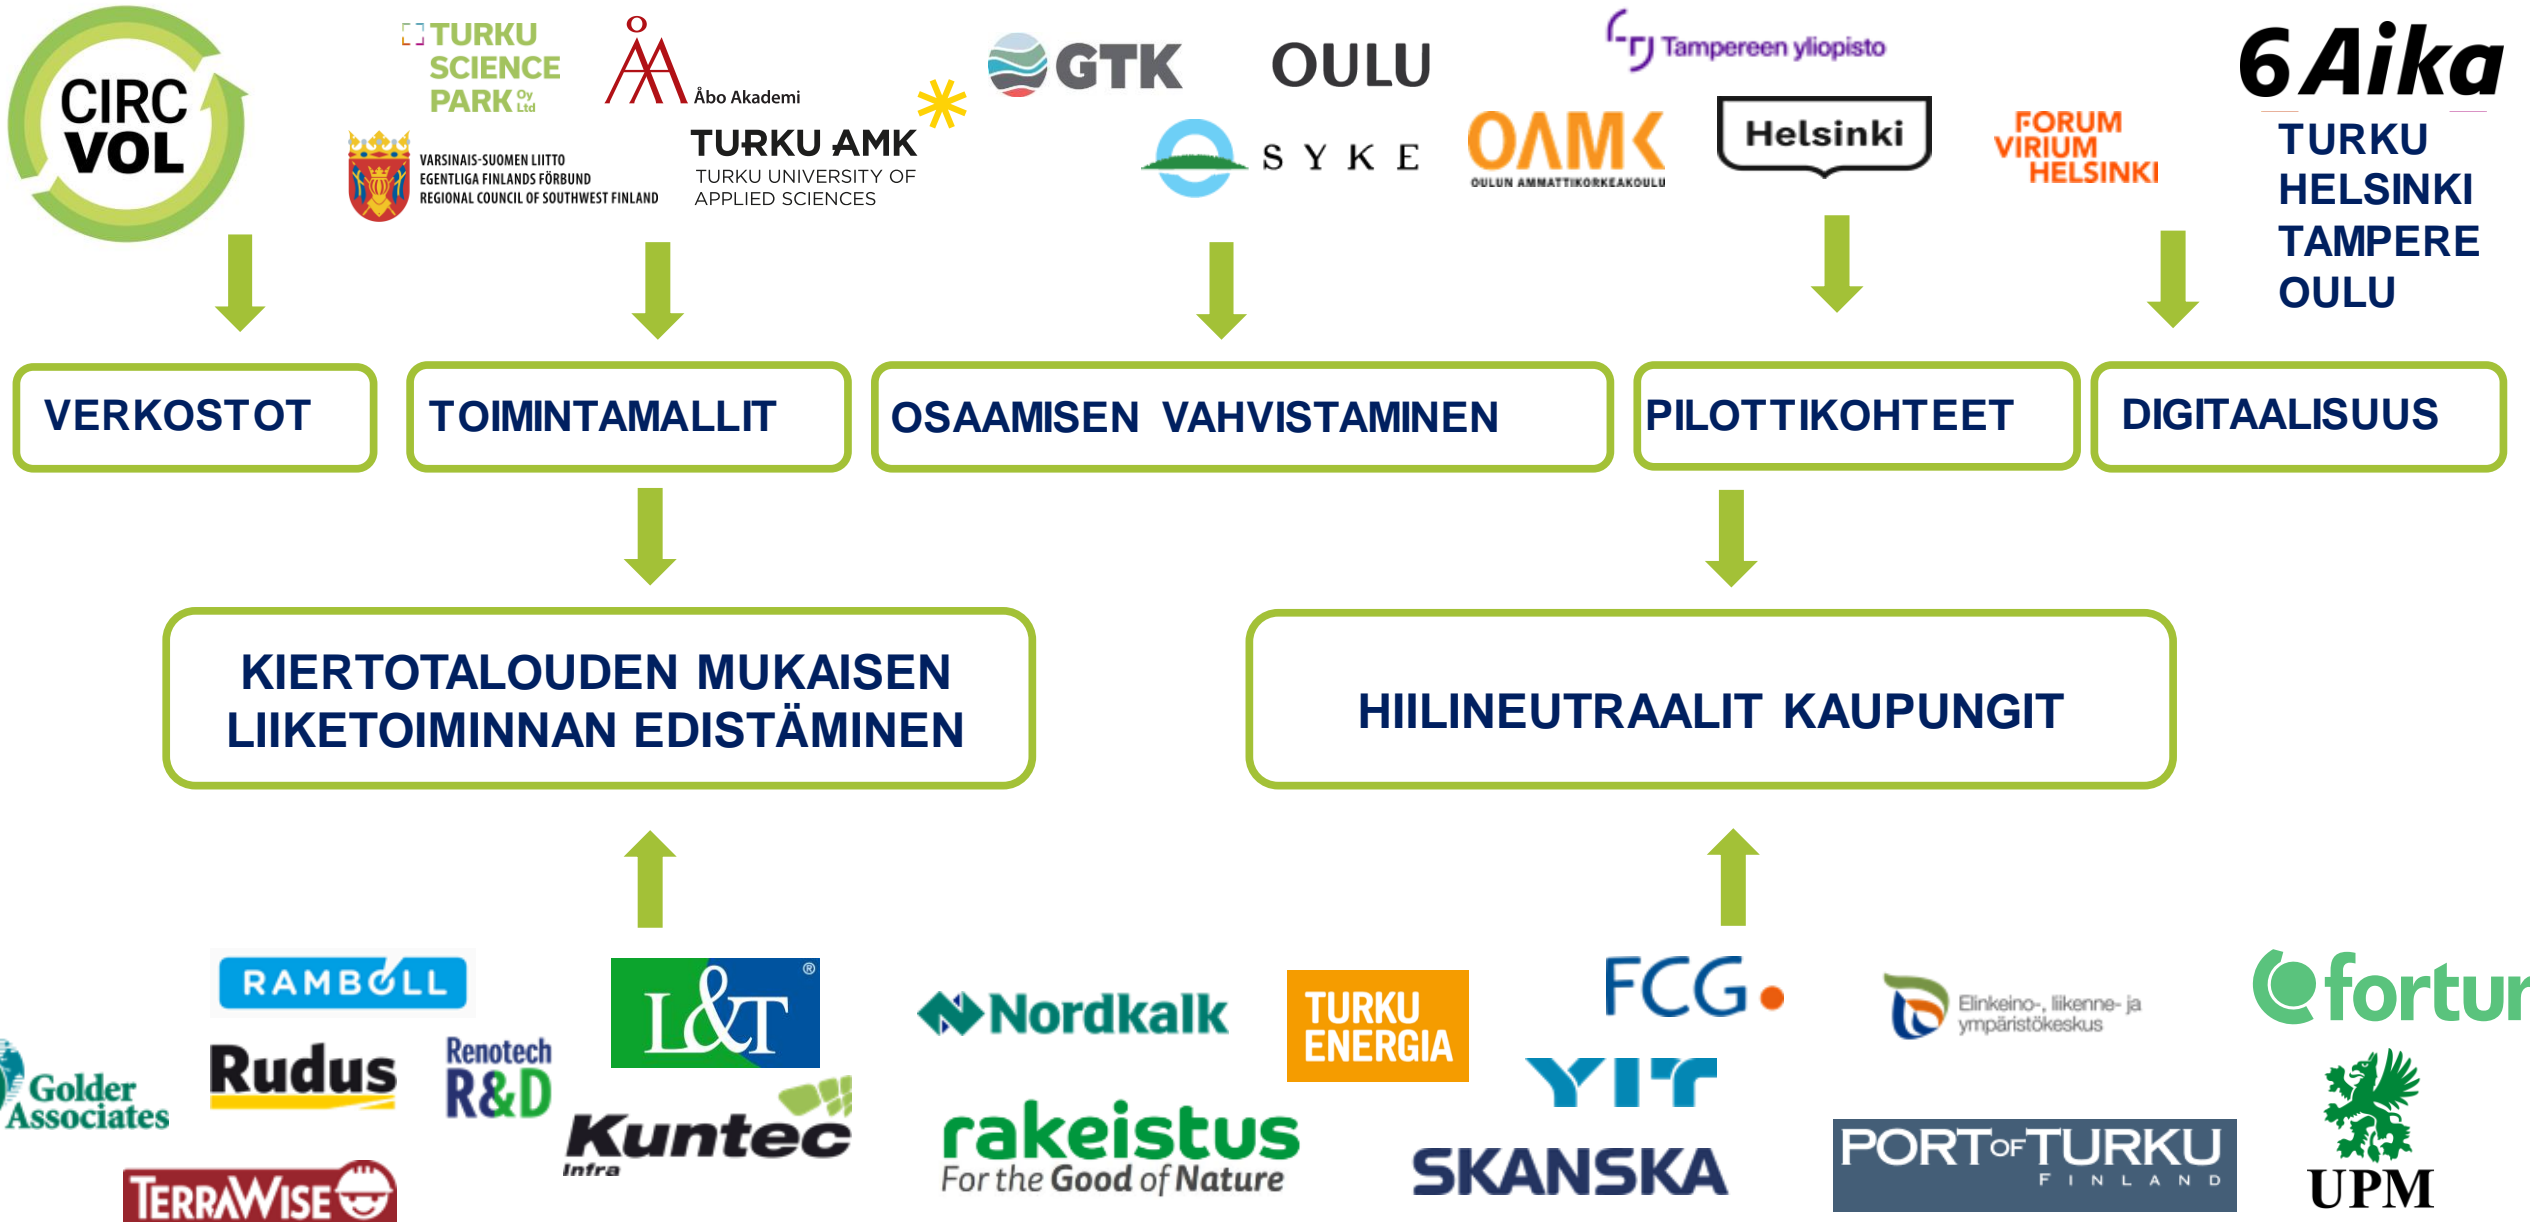 CIRC
VOL
TURKU
SCIENCE
PARK Oy Ltd
Åbo Akademi
VARSINAIS-SUOMEN LIITTO
EGENTLIGA FINLANDS FÖRBUND
REGIONAL COUNCIL OF SOUTHWEST FINLAND
TURKU AMK
TURKU UNIVERSITY OF
APPLIED SCIENCES
GTK
OULU
SYKE
Tampereen yliopisto
OAMK
OULUN AMMATTIKORKEAKOULU
Helsinki
FORUM
VIRIUM
HELSINKI
6Aika
TURKU
HELSINKI
TAMPERE
OULU
VERKOSTOT
TOIMINTAMALLIT
OSAAMISEN VAHVISTAMINEN
PILOTTIKOHTEET
DIGITAALISUUS
KIERTOTALOUDEN MUKAISEN
LIIKETOIMINNAN EDISTÄMINEN
HIILINEUTRAALIT KAUPUNGIT
RAMBOLL
L&T®
Nordkalk
TURKU
ENERGIA
FCG
Elinkeino-, liikenne- ja
ympäristökeskus
fortu
Golder
Associates
Rudus
Renotech
R&D
Kuntec
Infra
rakeistus
For the Good of Nature
YIT
SKANSKA
PORT OF TURKU
FINLAND
UPM
TERRAWISE